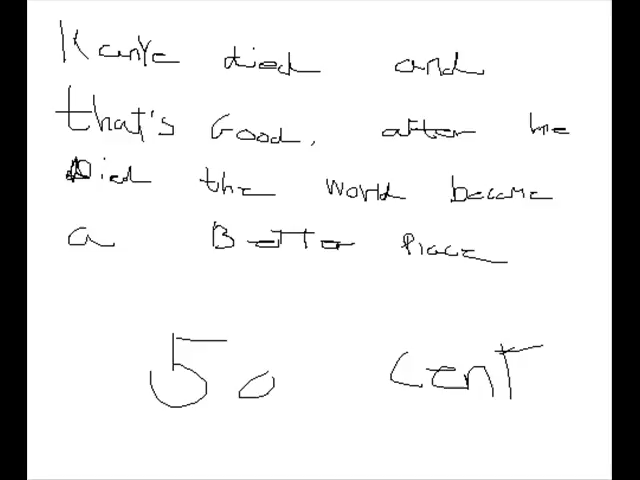 Kanye died and
that's Good, after he
Died the world became
a Better Place
50 cent